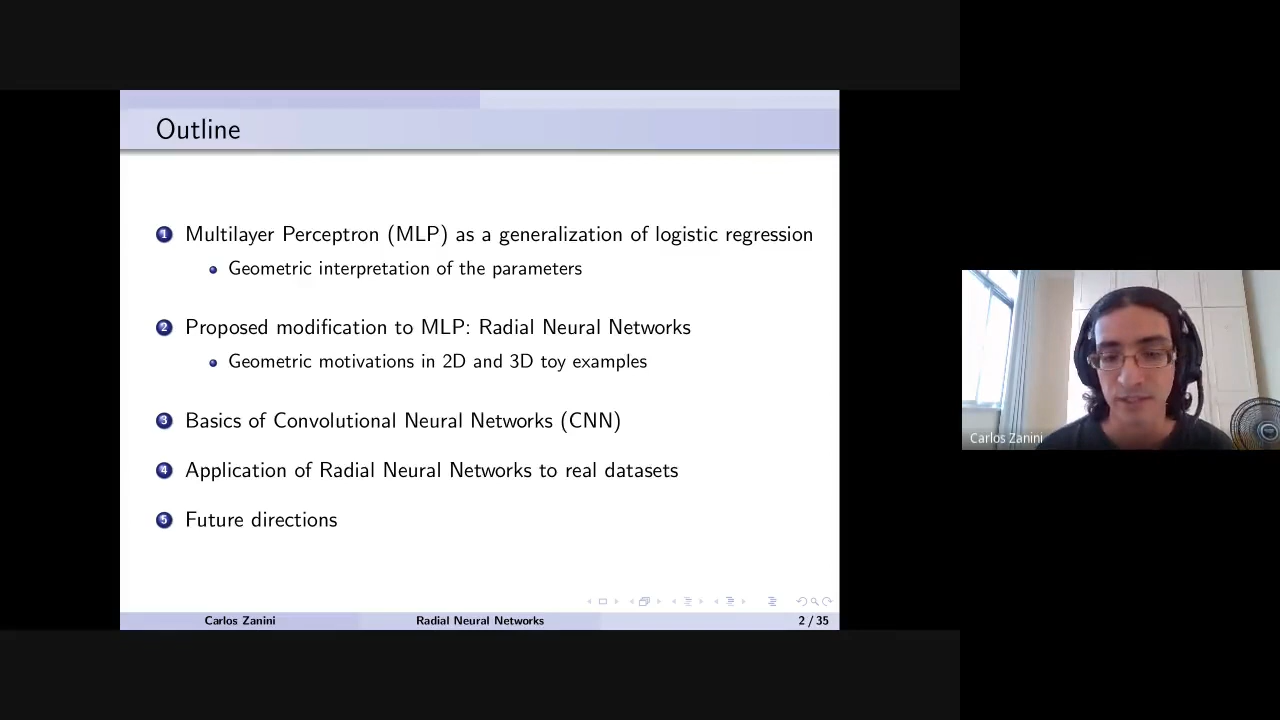 Outline
1 Multilayer Perceptron (MLP) as a generalization of logistic regression
Geometric interpretation of the parameters
2 Proposed modification to MLP: Radial Neural Networks
Geometric motivations in 2D and 3D toy examples
3 Basics of Convolutional Neural Networks (CNN)
4 Application of Radial Neural Networks to real datasets
5 Future directions
Carlos Zanini Radial Neural Networks 2 / 35
Carlos Zanini